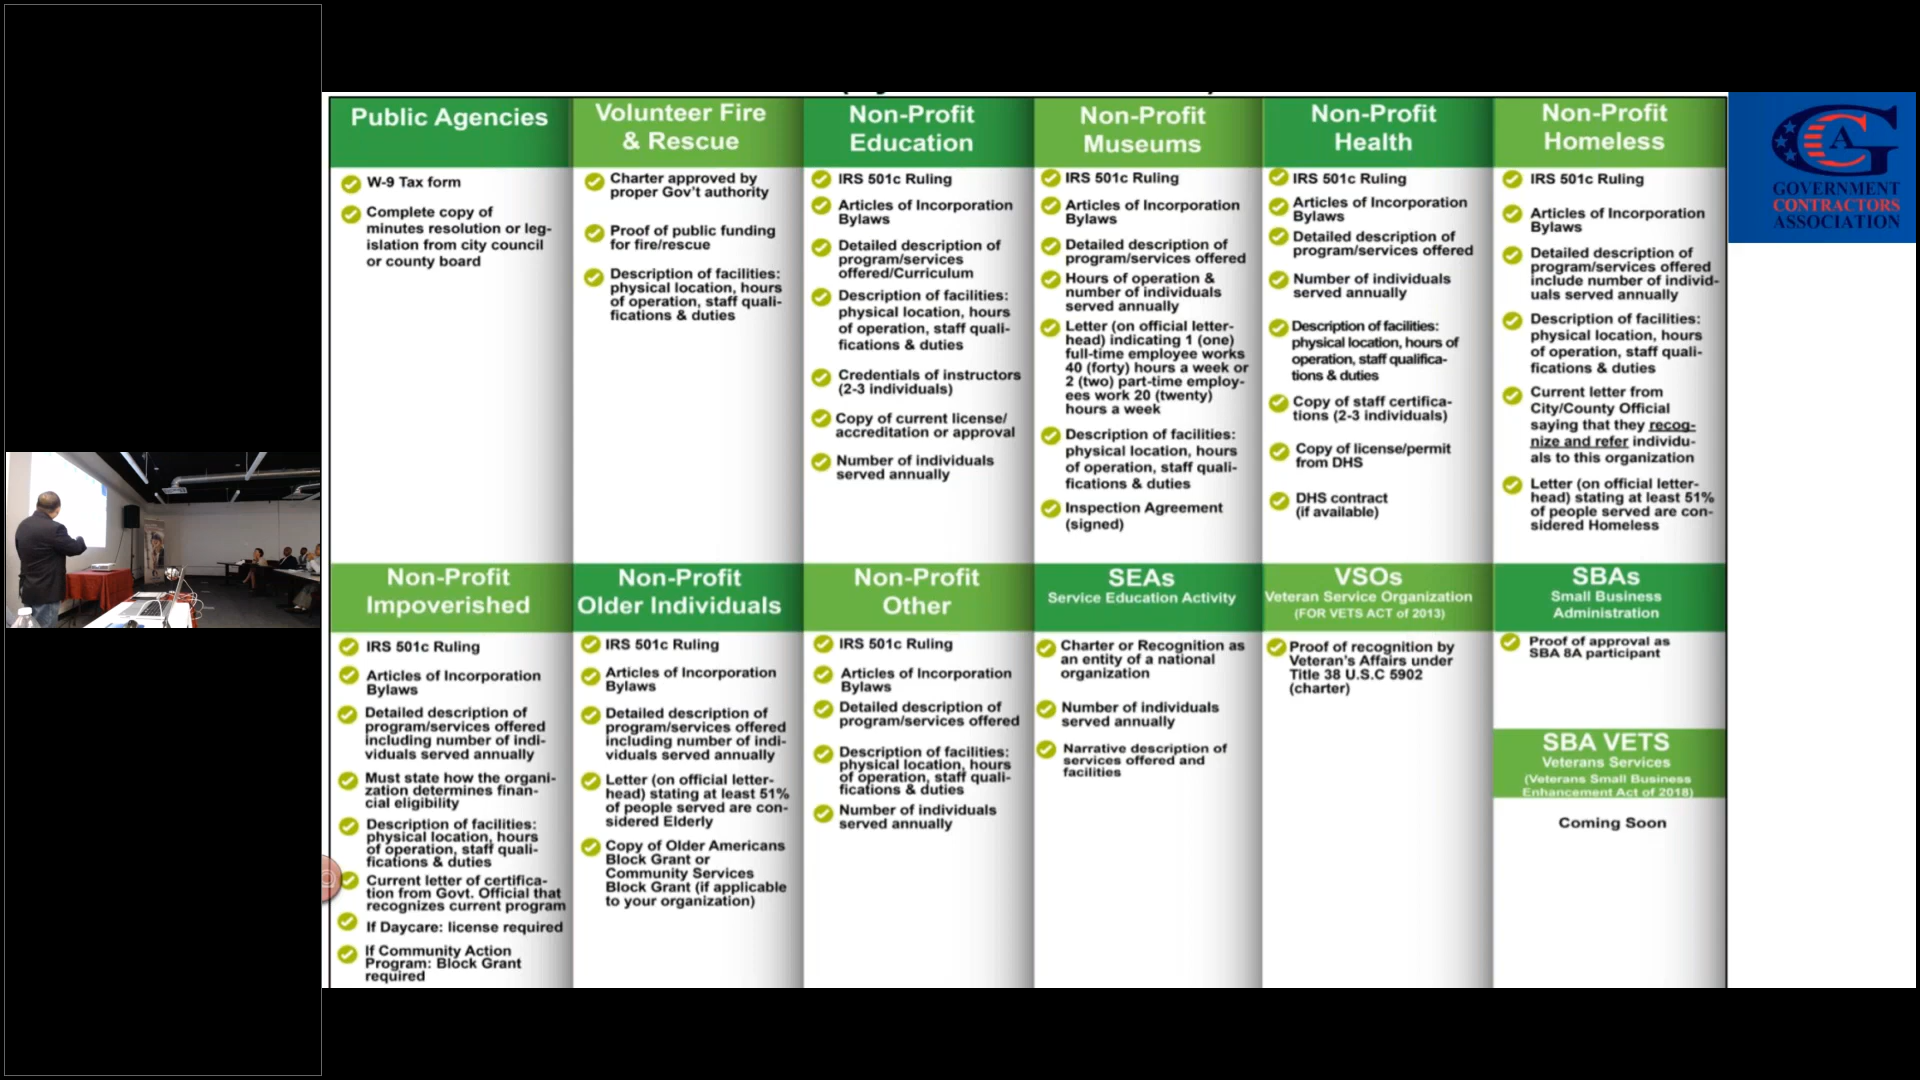 Public Agencies
W-9 Tax form
Complete copy of
minutes resolution or leg-
islation from city council
or county board
Volunteer Fire
& Rescue
Charter approved by
proper Gov't authority
Proof of public funding
for fire/rescue
Description of facilities:
physical location, hours
of operation, staff quali-
fications & duties
Non-Profit
Education
IRS 501c Ruling
Articles of Incorporation
Bylaws
Detailed description of
program/services
offered/Curriculum
Description of facilities:
physical location, hours
of operation, staff quali-
fications & duties
Credentials of instructors
(2-3 individuals)
Copy of current license/
accreditation or approval
Number of individuals
served annually
Non-Profit
Museums
IRS 501c Ruling
Articles of Incorporation
Bylaws
Detailed description of
program/services offered
Hours of operation &
number of individuals
served annually
Letter (on official letter-
head) indicating 1 (one)
full-time employee works
40 (forty) hours a week or
2 (two) part-time employ-
ees work 20 (twenty)
hours a week
Description of facilities:
physical location, hours
of operation, staff quali-
fications & duties
Inspection Agreement
(signed)
Non-Profit
Health
IRS 501c Ruling
Articles of Incorporation
Bylaws
Detailed description of
program/services offered
Number of individuals
served annually
Description of facilities:
physical location, hours of
operation, staff qualifica-
tions & duties
Copy of staff certifica-
tions (2-3 individuals)
Copy of license/permit
from DHS
DHS contract
(if available)
Non-Profit
Homeless
IRS 501c Ruling
Articles of Incorporation
Bylaws
Detailed description of
program/services offered
include number of individ-
uals served annually
Description of facilities:
physical location, hours
of operation, staff quali-
fications & duties
Current letter from
City/County Official
saying that they recog-
nize and refer individu-
als to this organization
Letter (on official letter-
head) stating at least 51%
of people served are con-
sidered Homeless
GCA
GOVERNMENT
CONTRACTORS
ASSOCIATION
Non-Profit
Impoverished
IRS 501c Ruling
Articles of Incorporation
Bylaws
Detailed description of
program/services offered
including number of indi-
viduals served annually
Must state how the organi-
zation determines finan-
cial eligibility
Description of facilities:
physical location, hours
of operation, staff quali-
fications & duties
Current letter of certifica-
tion from Govt. Official that
recognizes current program
If Daycare: license required
If Community Action
Program: Block Grant
required
Non-Profit
Older Individuals
IRS 501c Ruling
Articles of Incorporation
Bylaws
Detailed description of
program/services offered
including number of indi-
viduals served annually
Letter (on official letter-
head) stating at least 51%
of people served are con-
sidered Elderly
Copy of Older Americans
Block Grant or
Community Services
Block Grant (if applicable
to your organization)
Non-Profit
Other
IRS 501c Ruling
Articles of Incorporation
Bylaws
Detailed description of
program/services offered
Description of facilities:
physical location, hours
of operation, staff quali-
fications & duties
Number of individuals
served annually
SEAs
Service Education Activity
Charter or Recognition as
an entity of a national
organization
Number of individuals
served annually
Narrative description of
services offered and
facilities
VSOs
Veteran Service Organization
(FOR VETS ACT of 2013)
Proof of recognition by
Veteran's Affairs under
Title 38 U.S.C 5902
(charter)
SBAs
Small Business
Administration
Proof of approval as
SBA 8A participant
SBA VETS
Veterans Services
(Veterans Small Business
Enhancement Act of 2018)
Coming Soon